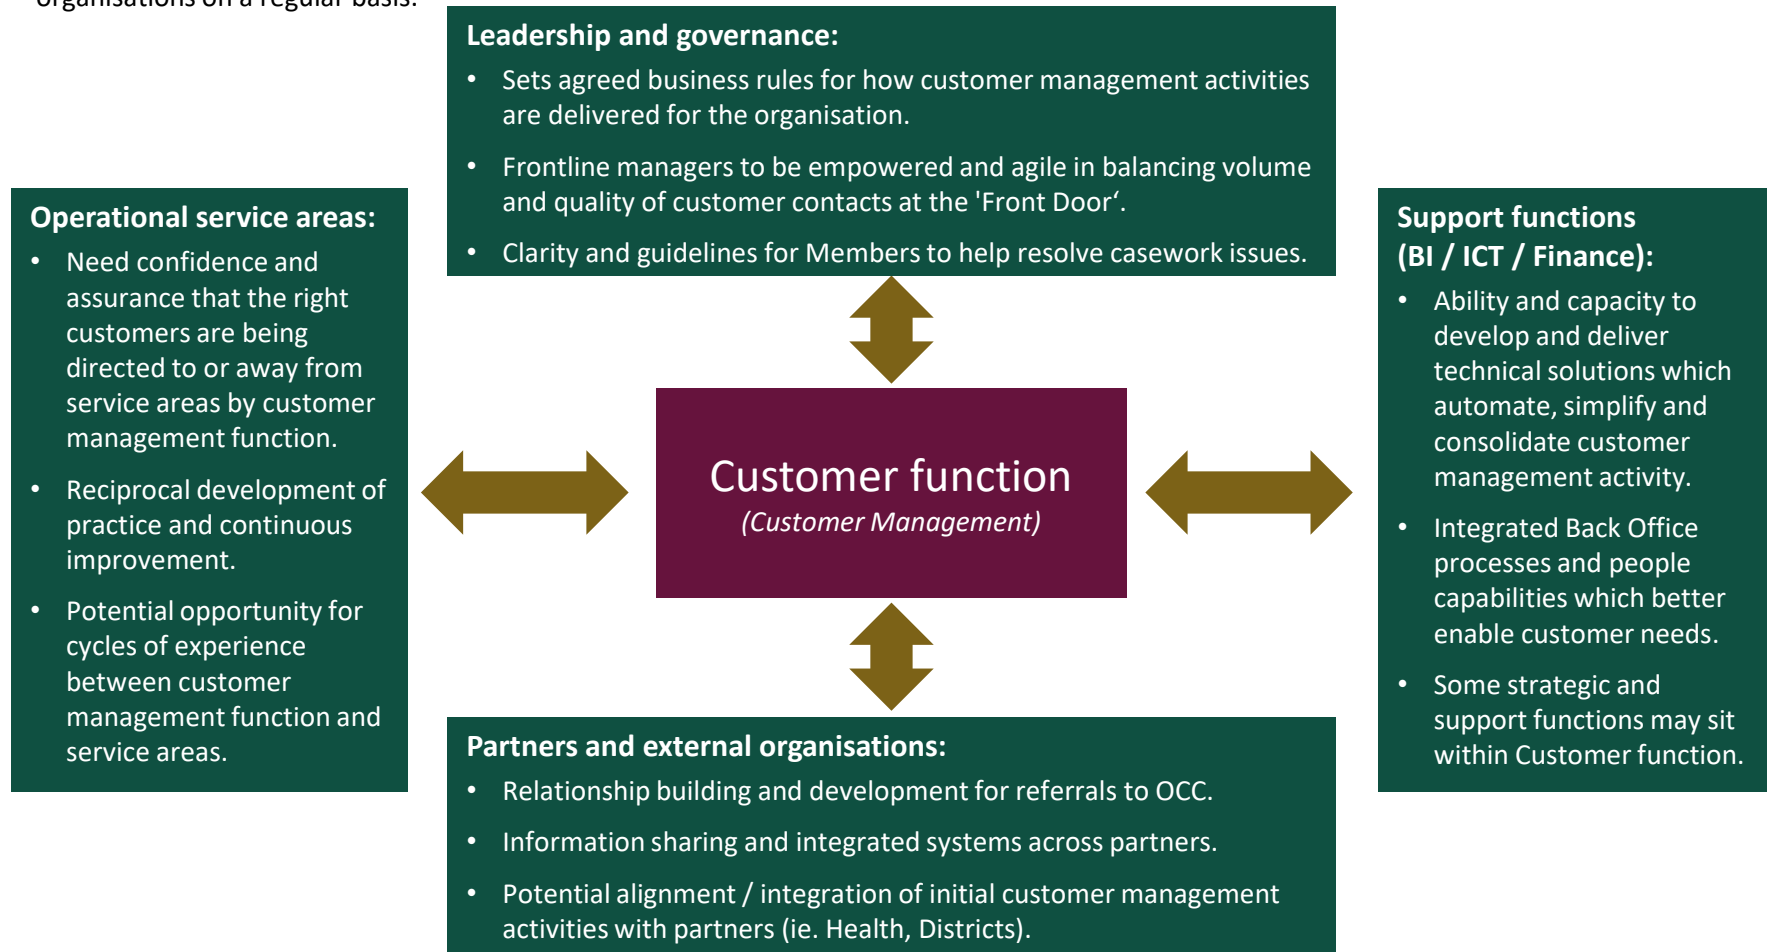 organisations on a regular basis.
Leadership and governance:
• Sets agreed business rules for how customer management activities
are delivered for the organisation.
• Frontline managers to be empowered and agile in balancing volume
and quality of customer contacts at the 'Front Door‘.
• Clarity and guidelines for Members to help resolve casework issues.
Operational service areas:
• Need confidence and
assurance that the right
customers are being
directed to or away from
service areas by customer
management function.
• Reciprocal development of
practice and continuous
improvement.
• Potential opportunity for
cycles of experience
between customer
management function and
service areas.
Customer function
(Customer Management)
Support functions
(BI / ICT / Finance):
• Ability and capacity to
develop and deliver
technical solutions which
automate, simplify and
consolidate customer
management activity.
• Integrated Back Office
processes and people
capabilities which better
enable customer needs.
• Some strategic and
support functions may sit
within Customer function.
Partners and external organisations:
• Relationship building and development for referrals to OCC.
• Information sharing and integrated systems across partners.
• Potential alignment / integration of initial customer management
activities with partners (ie. Health, Districts).